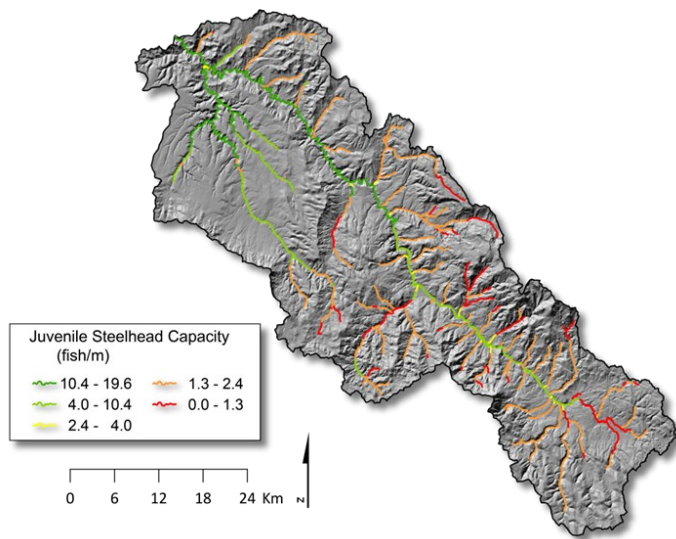 Juvenile Steelhead Capacity
(fish/m)
10.4 - 19.6
1.3 - 2.4
4.0 - 10.4
0.0 - 1.3
2.4 - 4.0
0 6 12 18 24 Km
N